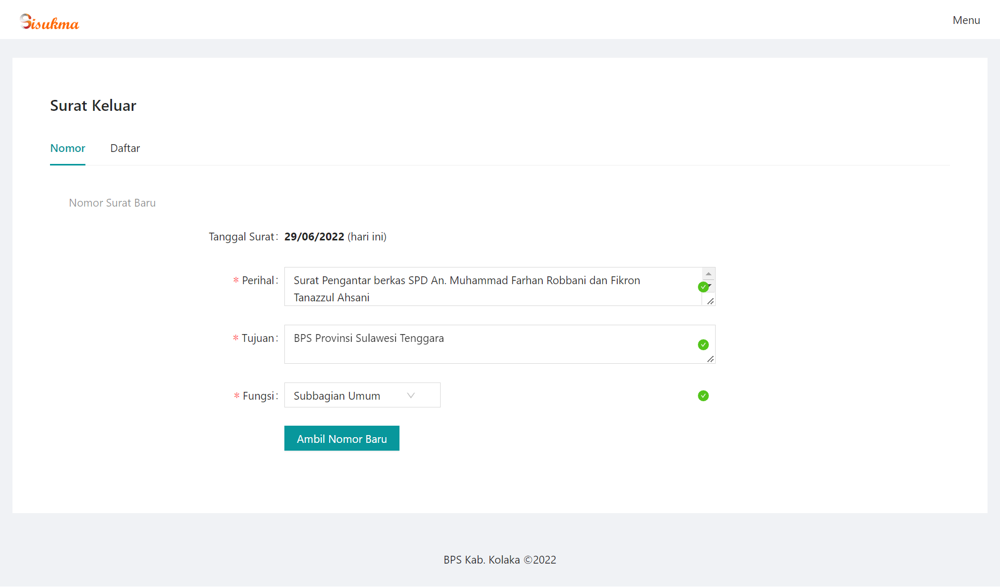 Sisukma
Menu
Surat Keluar
Nomor
Daftar
Nomor Surat Baru
Tanggal Surat: 29/06/2022 (hari ini)
* Perihal: Surat Pengantar berkas SPD An. Muhammad Farhan Robbani dan Fikron
Tanazzul Ahsani
* Tujuan: BPS Provinsi Sulawesi Tenggara
* Fungsi: Subbagian Umum
Ambil Nomor Baru
BPS Kab. Kolaka ©2022